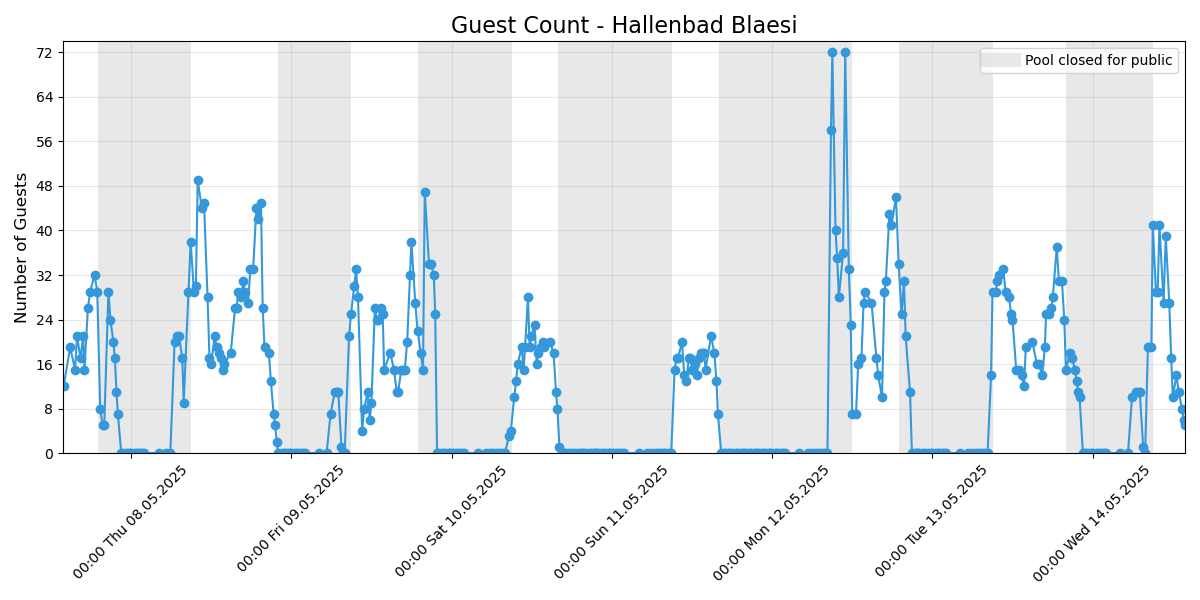 Guest Count - Hallenbad Blaesi
Pool closed for public
Number of Guests
72
64
56
48
40
32
24
16
8
0
00:00 Thu 08.05.2025
00:00 Fri 09.05.2025
00:00 Sat 10.05.2025
00:00 Sun 11.05.2025
00:00 Mon 12.05.2025
00:00 Tue 13.05.2025
00:00 Wed 14.05.2025